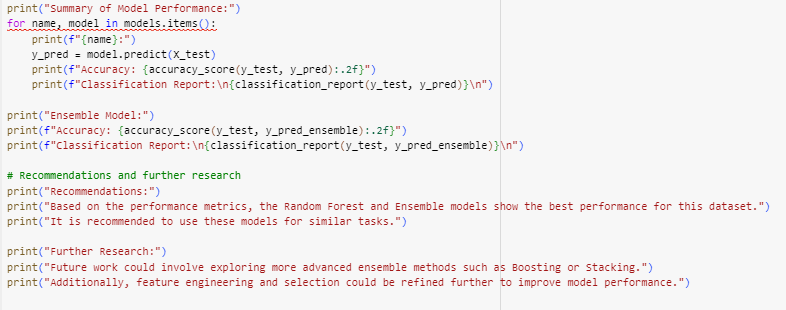 print("Summary of Model Performance:")
for name, model in models.items():
    print(f"{name}:")
    y_pred = model.predict(X_test)
    print(f"Accuracy: {accuracy_score(y_test, y_pred):.2f}")
    print(f"Classification Report:\n{classification_report(y_test, y_pred)}\n")

print("Ensemble Model:")
print(f"Accuracy: {accuracy_score(y_test, y_pred_ensemble):.2f}")
print(f"Classification Report:\n{classification_report(y_test, y_pred_ensemble)}\n")

# Recommendations and further research
print("Recommendations:")
print("Based on the performance metrics, the Random Forest and Ensemble models show the best performance for this dataset.")
print("It is recommended to use these models for similar tasks.")

print("Further Research:")
print("Future work could involve exploring more advanced ensemble methods such as Boosting or Stacking.")
print("Additionally, feature engineering and selection could be refined further to improve model performance.")